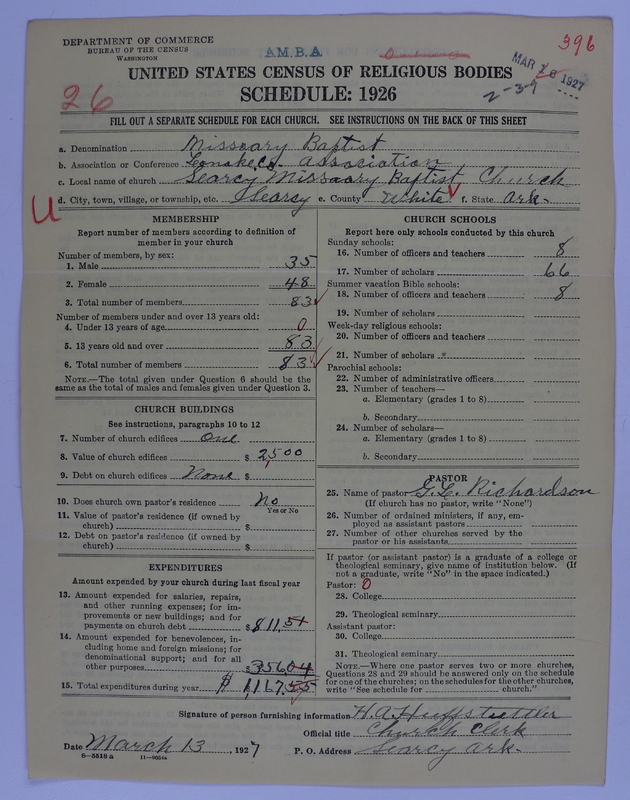 DEPARTMENT OF COMMERCE
BUREAU OF THE CENSUS
WASHINGTON
A.M.B.A.
396
MAR 1927
2-3-9
UNITED STATES CENSUS OF RELIGIOUS BODIES
SCHEDULE: 1926
26
FILL OUT A SEPARATE SCHEDULE FOR EACH CHURCH. SEE INSTRUCTIONS ON THE BACK OF THIS SHEET
a. Denomination Missoary Baptist
b. Association or Conference Lonoke Co. Association
c. Local name of church Searcy Missoary Baptist Church
d. City, town, village, or township, etc. Searcy e. County White f. State Ark-
U
MEMBERSHIP
Report number of members according to definition of
member in your church
Number of members, by sex:
1. Male 35
2. Female 48
3. Total number of members 83
Number of members under and over 13 years old:
4. Under 13 years of age 0
5. 13 years old and over 83
6. Total number of members 83
NOTE.—The total given under Question 6 should be the
same as the total of males and females given under Question 3.
CHURCH BUILDINGS
See instructions, paragraphs 10 to 12
7. Number of church edifices One
8. Value of church edifices $ 2,500
9. Debt on church edifices None $
10. Does church own pastor's residence No
Yes or No
11. Value of pastor's residence (if owned by
church) $
12. Debt on pastor's residence (if owned by
church) $
EXPENDITURES
Amount expended by your church during last fiscal year
13. Amount expended for salaries, repairs,
and other running expenses; for im-
provements or new buildings; and for
payments on church debt $ 811.51
14. Amount expended for benevolences, in-
cluding home and foreign missions; for
denominational support; and for all
other purposes 356.04
15. Total expenditures during year $ 1,167.55
CHURCH SCHOOLS
Report here only schools conducted by this church
Sunday schools:
16. Number of officers and teachers 8
17. Number of scholars 66
Summer vacation Bible schools:
18. Number of officers and teachers 8
19. Number of scholars
Week-day religious schools:
20. Number of officers and teachers
21. Number of scholars
Parochial schools:
22. Number of administrative officers
23. Number of teachers—
a. Elementary (grades 1 to 8)
b. Secondary
24. Number of scholars—
a. Elementary (grades 1 to 8)
b. Secondary
PASTOR
25. Name of pastor G.L. Richardson
(If church has no pastor, write "None")
26. Number of ordained ministers, if any, em-
ployed as assistant pastors
27. Number of other churches served by the
pastor or his assistants
If pastor (or assistant pastor) is a graduate of a college or
theological seminary, give name of institution below. (If
not a graduate, write "No" in the space indicated.)
Pastor: 0
28. College
29. Theological seminary
Assistant pastor:
30. College
31. Theological seminary
NOTE.—Where one pastor serves two or more churches,
Questions 28 and 29 should be answered only on the schedule
for one of the churches; on the schedules for the other churches,
write "See schedule for church."
Signature of person furnishing information H.A. Huffstuttler
Official title Church Clerk
Date March 13, 1927 P. O. Address Searcy Ark-
8—5518 a 11—9054a